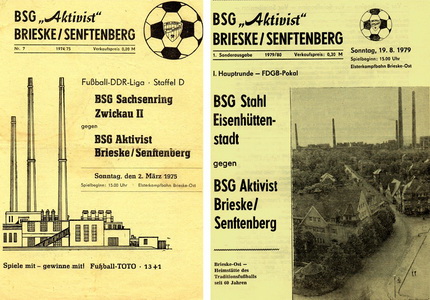 BSG „Aktivist"
BRIESKE/SENFTENBERG
Nr. 7 1974/75 Verkaufspreis: 0,20 M
Fußball-DDR-Liga · Staffel D
BSG Sachsenring
Zwickau II
gegen
BSG Aktivist
Brieske/Senftenberg
Sonntag, den 2. März 1975
Spielbeginn: 15.00 Uhr · Elsterkampfbahn Brieske-Ost
Spiele mit – gewinne mit! Fußball-TOTO · 13+1
BSG „Aktivist"
BRIESKE/SENFTENBERG
1. Sonderausgabe 1979/80 Verkaufspreis: 0,30 M
Sonntag, 19. 8. 1979
Spielbeginn: 15.00 Uhr
Elsterkampfbahn Brieske-Ost
I. Hauptrunde – FDGB-Pokal
BSG Stahl
Eisenhütten-
stadt
gegen
BSG Aktivist
Brieske/
Senftenberg
Brieske-Ost –
Heimstätte des
Traditionsfußballs
seit 60 Jahren